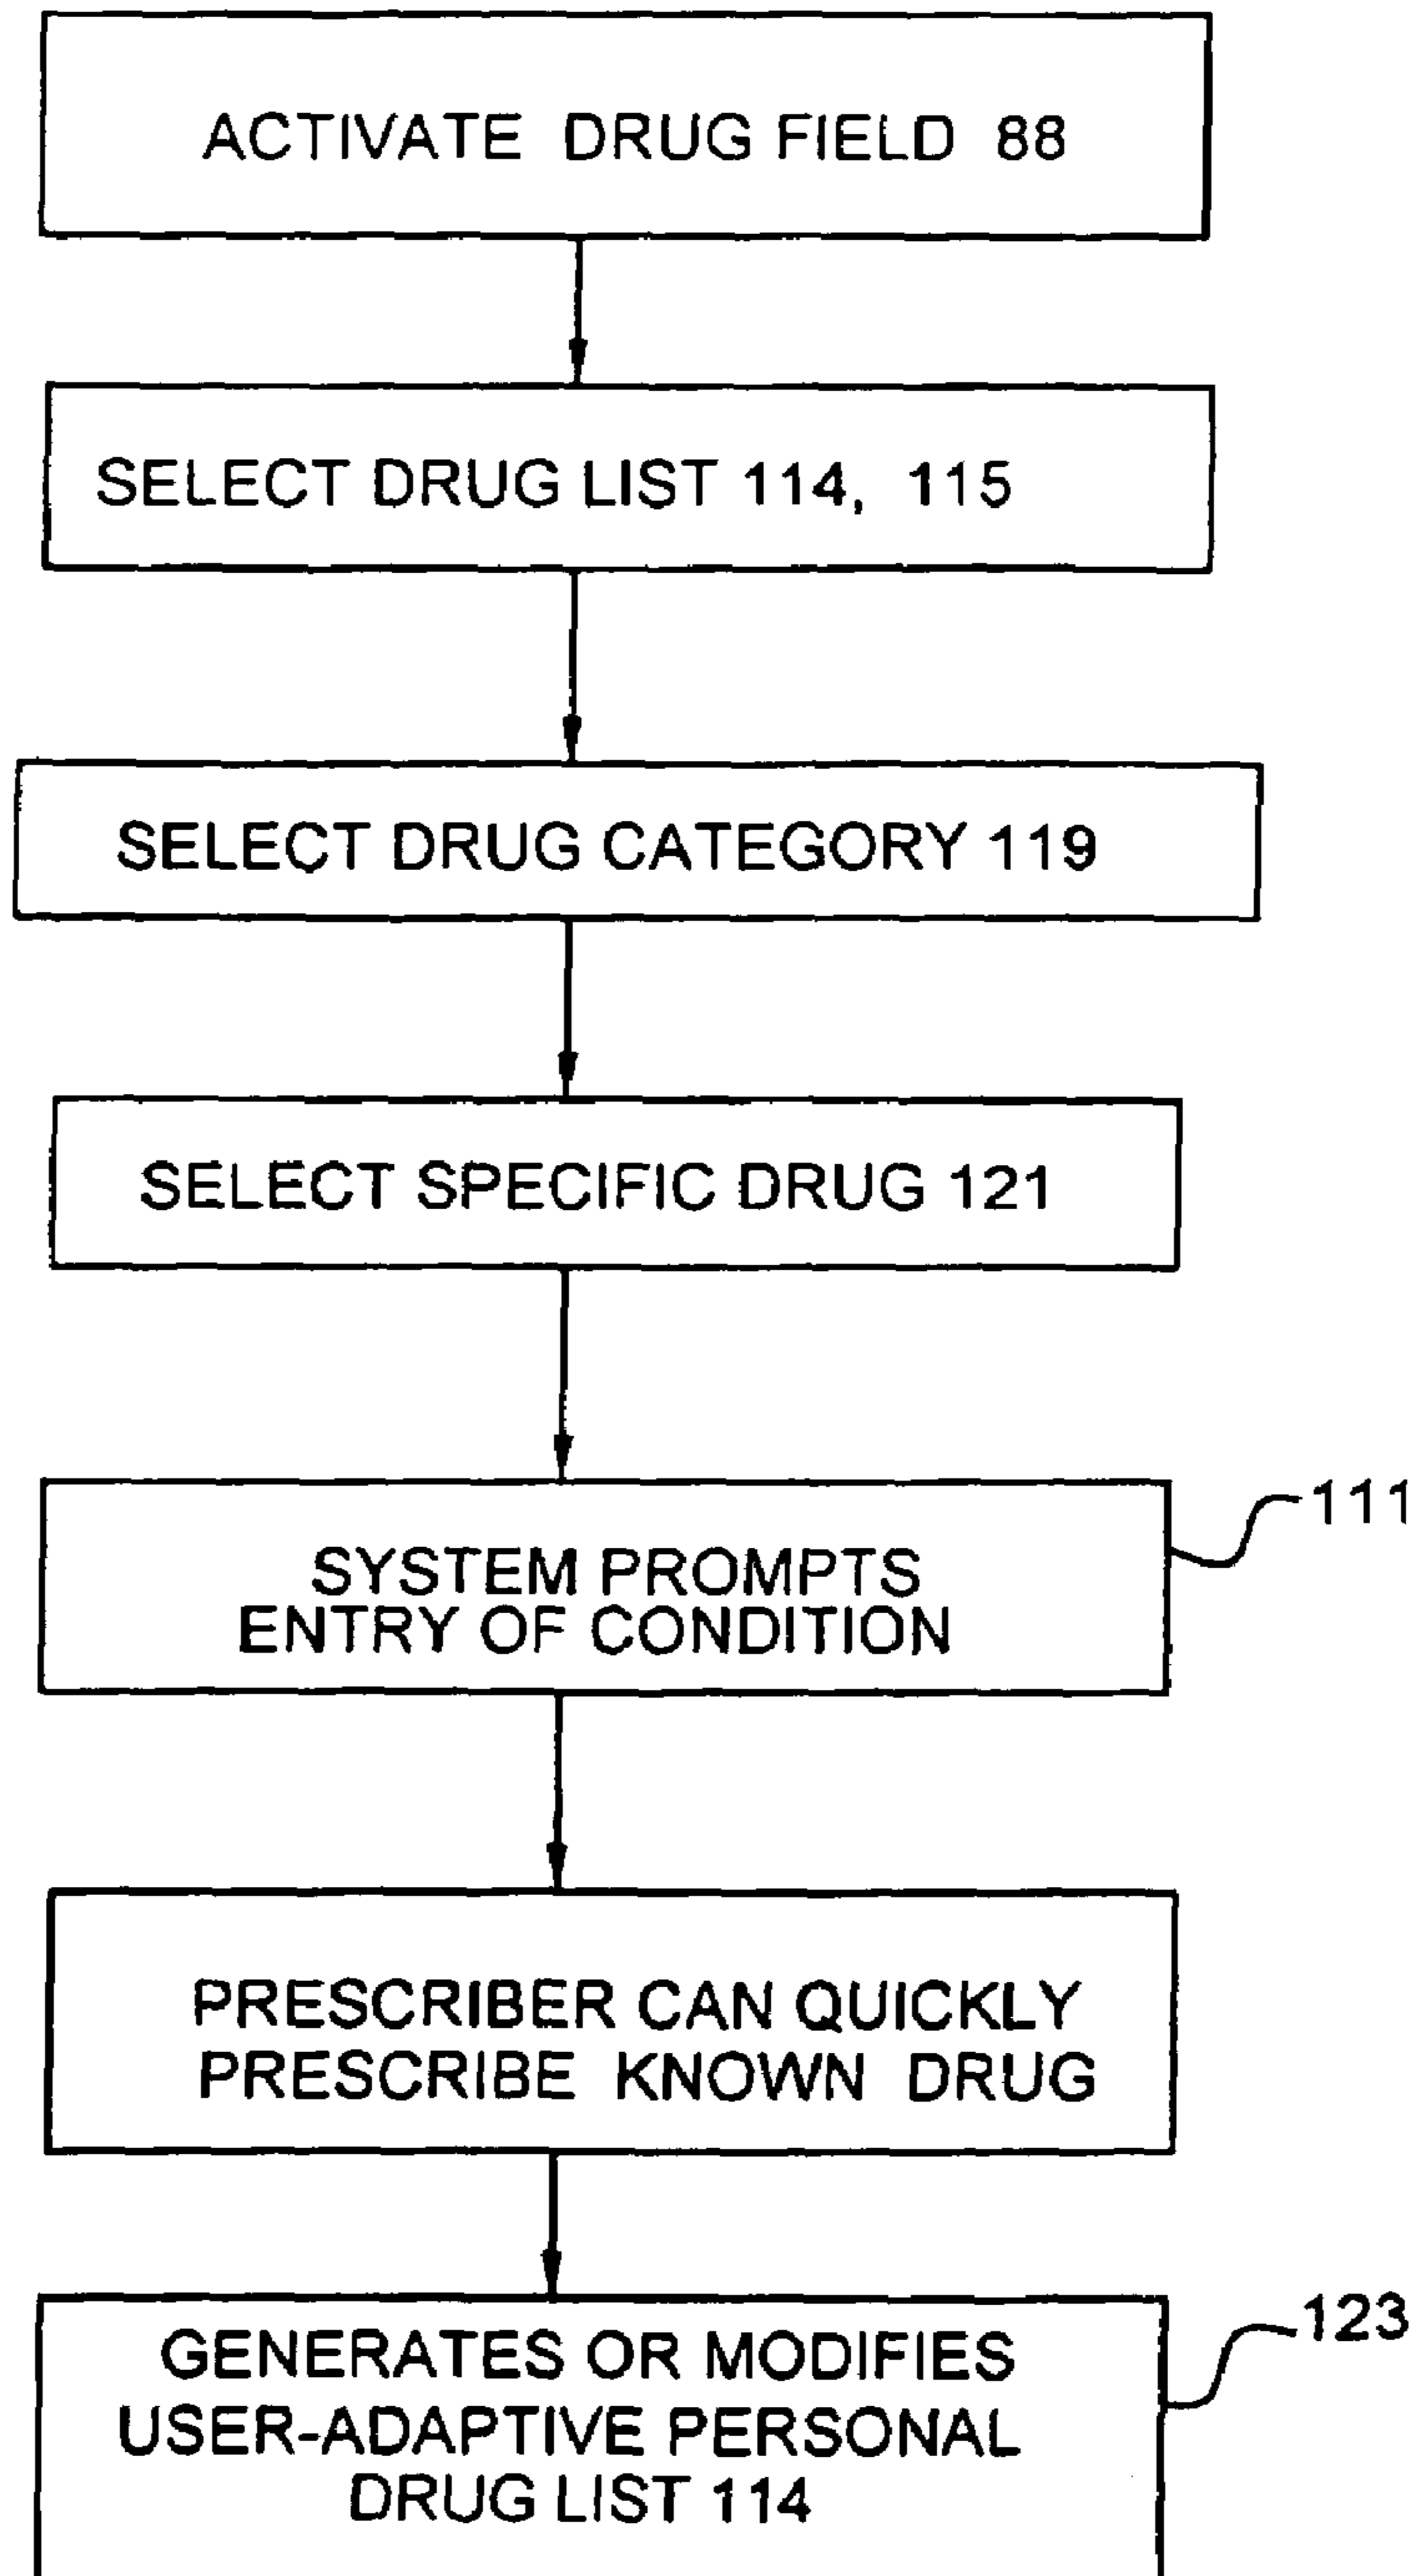 ACTIVATE DRUG FIELD 88
SELECT DRUG LIST 114, 115
SELECT DRUG CATEGORY 119
SELECT SPECIFIC DRUG 121
111
SYSTEM PROMPTS
ENTRY OF CONDITION
PRESCRIBER CAN QUICKLY
PRESCRIBE KNOWN DRUG
123
GENERATES OR MODIFIES
USER-ADAPTIVE PERSONAL
DRUG LIST 114